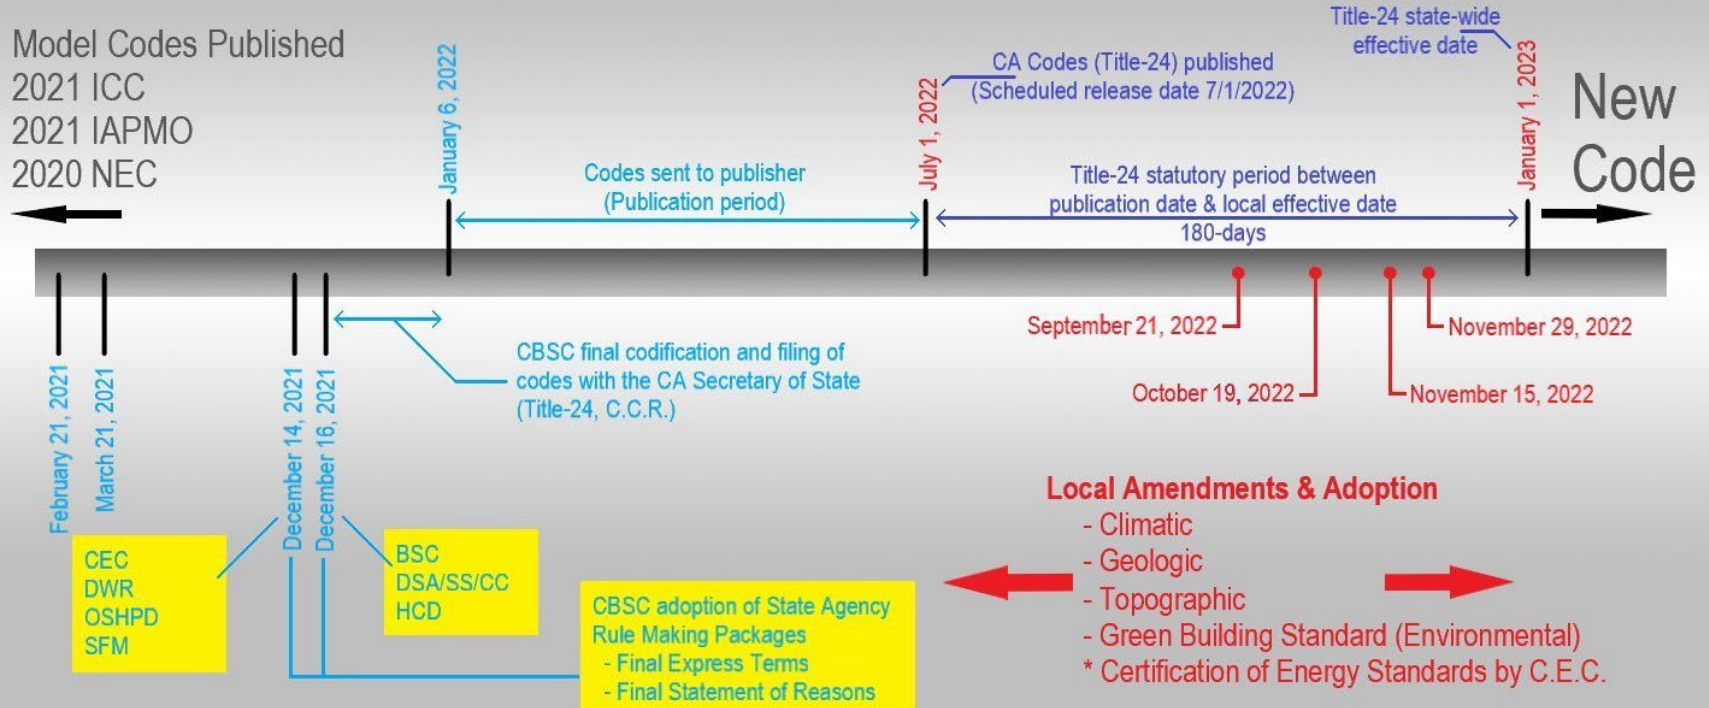 Model Codes Published
2021 ICC
2021 IAPMO
2020 NEC
January 6, 2022
Codes sent to publisher
(Publication period)
July 1, 2022
CA Codes (Title-24) published
(Scheduled release date 7/1/2022)
Title-24 statutory period between
publication date & local effective date
180-days
Title-24 state-wide
effective date
January 1, 2023
New
Code
February 21, 2021
March 21, 2021
December 14, 2021
December 16, 2021
CBSC final codification and filing of
codes with the CA Secretary of State
(Title-24, C.C.R.)
September 21, 2022
October 19, 2022
November 15, 2022
November 29, 2022
CEC
DWR
OSHPD
SFM
BSC
DSA/SS/CC
HCD
CBSC adoption of State Agency
Rule Making Packages
- Final Express Terms
- Final Statement of Reasons
Local Amendments & Adoption
- Climatic
- Geologic
- Topographic
- Green Building Standard (Environmental)
* Certification of Energy Standards by C.E.C.